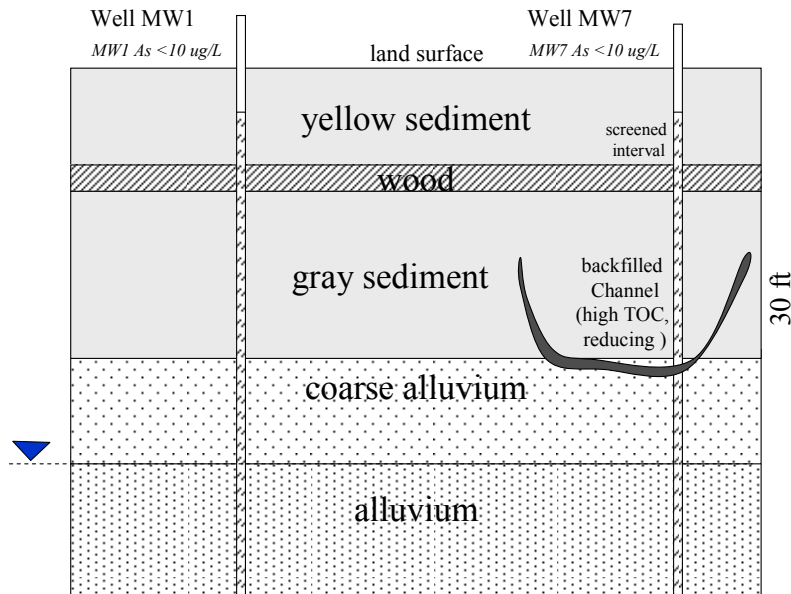 Well MW1
MW1 As <10 ug/L
Well MW7
MW7 As <10 ug/L
land surface
yellow sediment
screened
interval
wood
gray sediment
backfilled
Channel
(high TOC,
reducing )
30 ft
coarse alluvium
alluvium